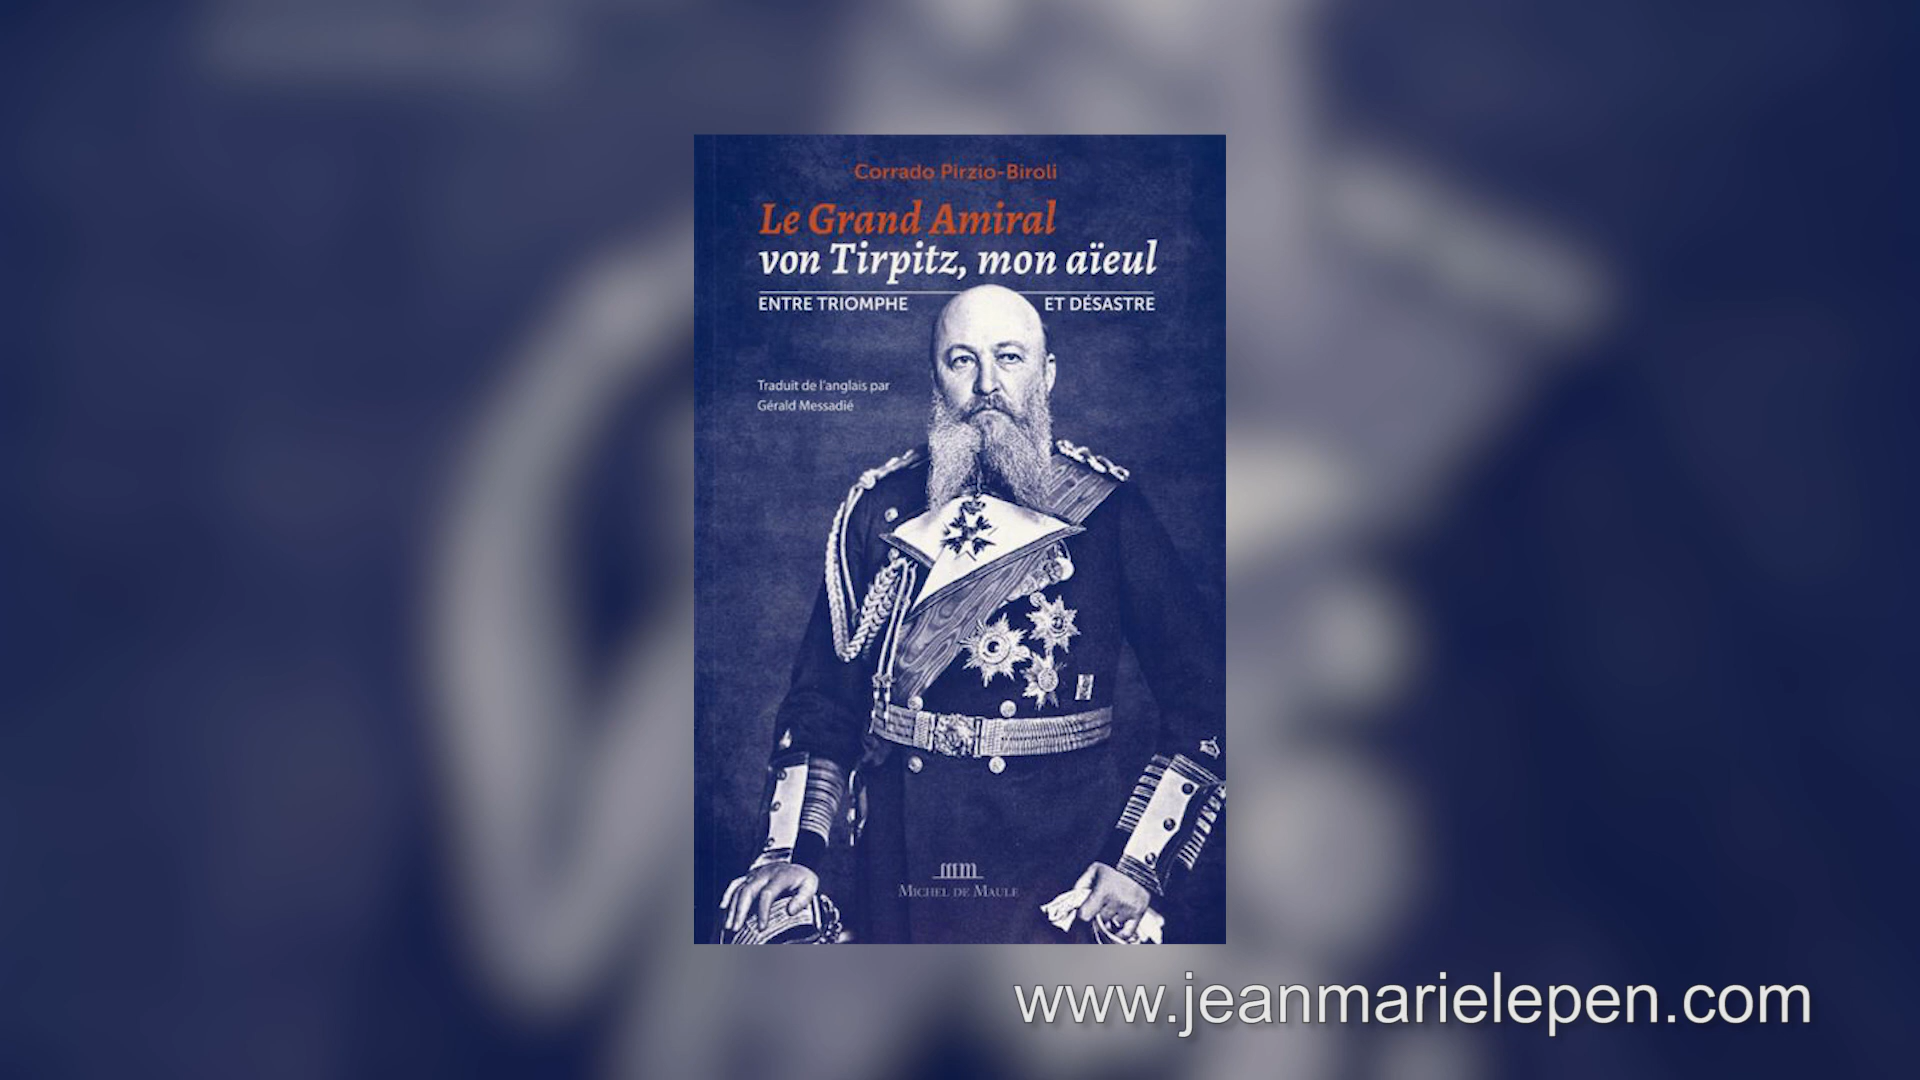 Corrado Pirzio-Biroli
Le Grand Amiral
von Tirpitz, mon aïeul
ENTRE TRIOMPHE ET DÉSASTRE
Traduit de l'anglais par
Gérald Messadié
MICHEL DE MAULE
www.jeanmarielepen.com